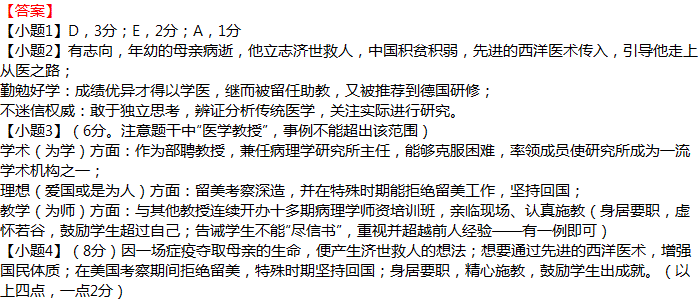 【答案】
【小题1】D，3分；E，2分；A，1分
【小题2】有志向，年幼的母亲病逝，他立志济世救人，中国积贫积弱，先进的西洋医术传入，引导他走上
从医之路；
勤勉好学：成绩优异才得以学医，继而被留任助教，又被推荐到德国研修；
不迷信权威：敢于独立思考，辨证分析传统医学，关注实际进行研究。
【小题3】（6分。注意题干中“医学教授”，事例不能超出该范围）
学术（为学）方面：作为部聘教授，兼任病理学研究所主任，能够克服困难，率领成员使研究所成为一流
学术机构之一；
理想（爱国或是为人）方面：留美考察深造，并在特殊时期能拒绝留美工作，坚持回国；
教学（为师）方面：与其他教授连续开办十多期病理学师资培训班，亲临现场、认真施教（身居要职，虚
怀若谷，鼓励学生超过自己；告诫学生不能“尽信书”，重视并超越前人经验——有一例即可）
【小题4】（8分）因一场症疫夺取母亲的生命，便产生济世救人的想法；想要通过先进的西洋医术，增强
国民体质；在美国考察期间拒绝留美，特殊时期坚持回国；身居要职，精心施教，鼓励学生出成就。（以
上四点，一点2分）